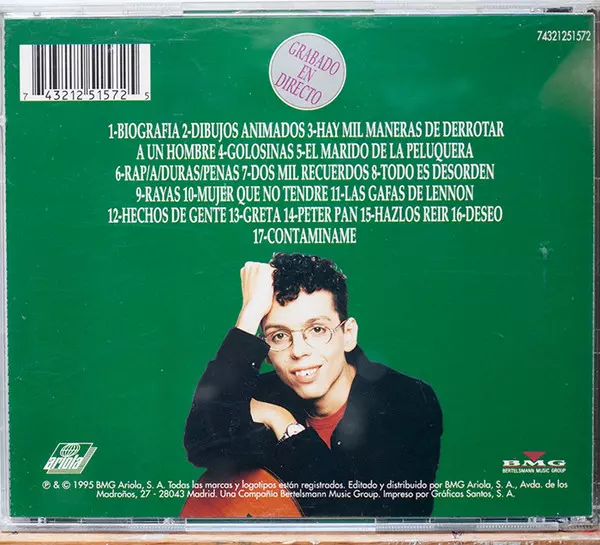 74321251572
GRABADO
EN
DIRECTO
7 43212 51572 5
1-BIOGRAFIA 2-DIBUJOS ANIMADOS 3-HAY MIL MANERAS DE DERROTAR
A UN HOMBRE 4-GOLOSINAS 5-EL MARIDO DE LA PELUQUERA
6-RAP/A/DURAS/PENAS 7-DOS MIL RECUERDOS 8-TODO ES DESORDEN
9-RAYAS 10-MUJER QUE NO TENDRE 11-LAS GAFAS DE LENNON
12-HECHOS DE GENTE 13-GRETA 14-PETER PAN 15-HAZLOS REIR 16-DESEO
17-CONTAMINAME
ariola
BMG
BERTELSMANN MUSIC GROUP
℗ & © 1995 BMG Ariola, S. A. Todas las marcas y logotipos están registrados. Editado y distribuido por BMG Ariola, S. A., Avda. de los
Madroños, 27 - 28043 Madrid. Una Compañía Bertelsmann Music Group. Impreso por Gráficas Santos, S. A.